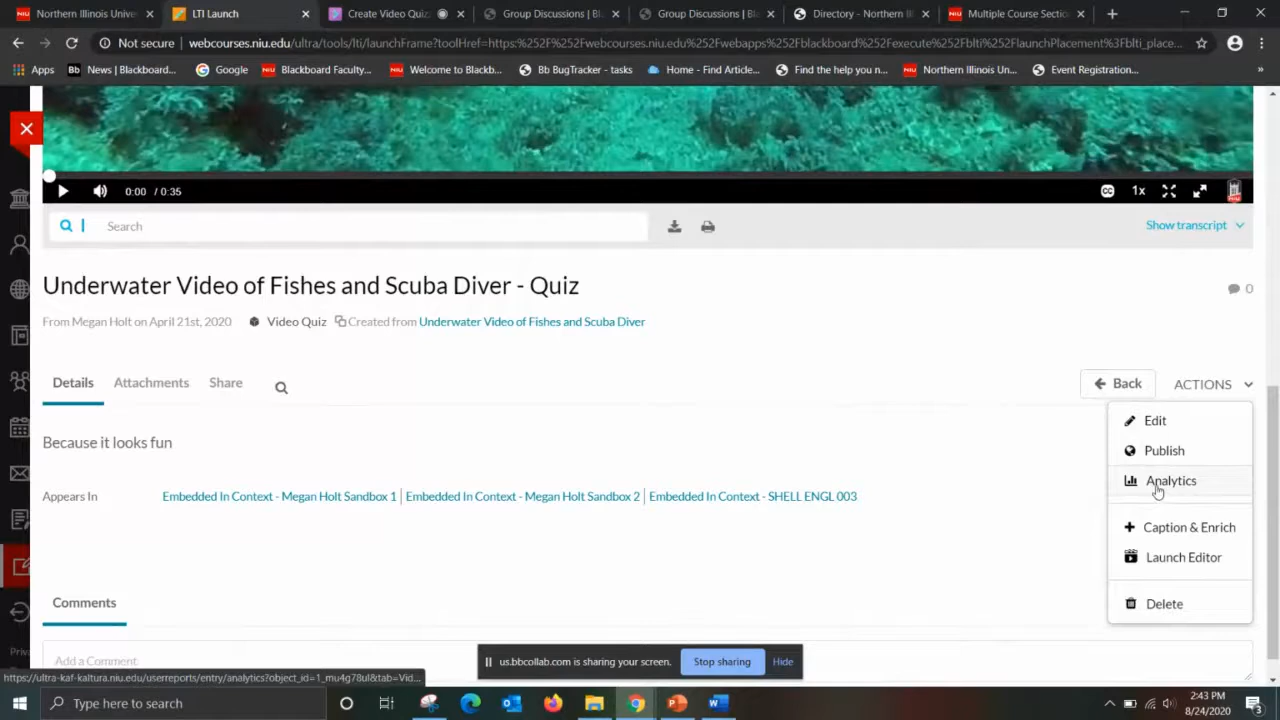 Northern Illinois Univer
LTI Launch
Create Video Quiz
Group Discussions | Bl
Group Discussions | Bl
Directory - Northern Il
Multiple Course Sectio
Not secure | webcourses.niu.edu/ultra/tools/lti/launchFrame?toolHref=https:%252F%252Fwebcourses.niu.edu%252Fwebapps%252Fblackboard%252Fexecute%252Fblti%252FlaunchPlacement%3Fblti_place...
Apps
Bb News | Blackboard...
Google
NIU Blackboard Faculty...
NIU Welcome to Blackb...
Bb BugTracker - tasks
Home - Find Article...
Find the help you n...
NIU Northern Illinois Un...
Event Registration...
»
0:00 / 0:35
CC
1x
Search
Show transcript
Underwater Video of Fishes and Scuba Diver - Quiz
0
From Megan Holt on April 21st, 2020 Video Quiz Created from Underwater Video of Fishes and Scuba Diver
Details Attachments Share
Back
ACTIONS
Edit
Because it looks fun
Publish
Analytics
Appears In Embedded In Context - Megan Holt Sandbox 1 | Embedded In Context - Megan Holt Sandbox 2 | Embedded In Context - SHELL ENGL 003
Caption & Enrich
Launch Editor
Delete
Comments
Add a Comment
us.bbcollab.com is sharing your screen. Stop sharing Hide
Priva
https://ultra-kaf-kaltura.niu.edu/userreports/entry/analytics?object_id=1_mu4g78ul&tab=Vid...
Type here to search
2:43 PM
8/24/2020
3